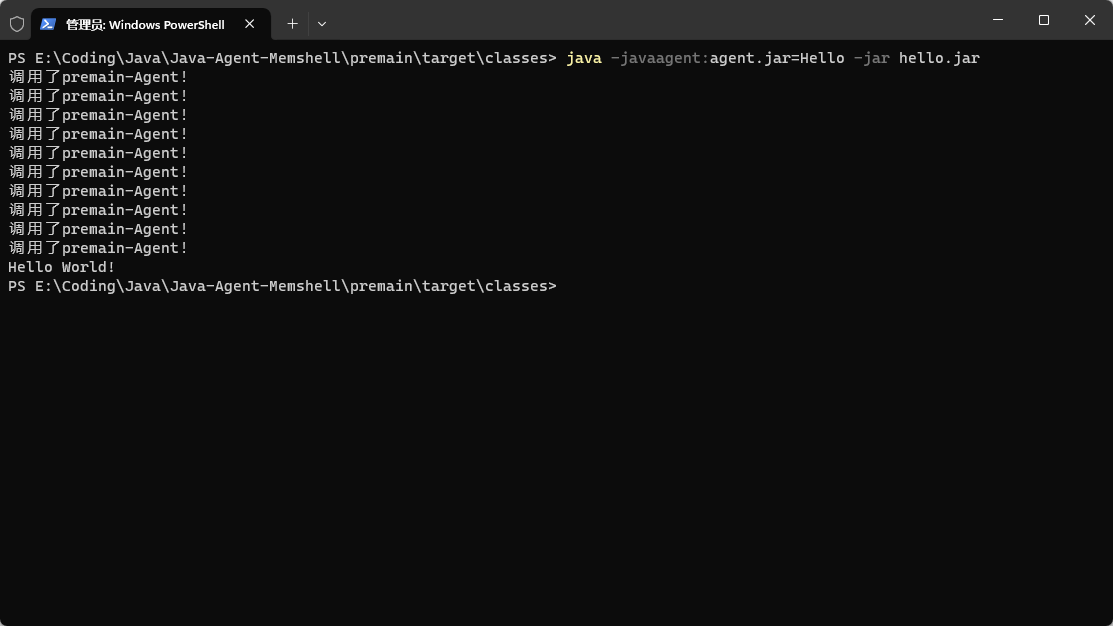 管理员: Windows PowerShell
PS E:\Coding\Java\Java-Agent-Memshell\premain\target\classes> java -javaagent:agent.jar=Hello -jar hello.jar
调用了premain-Agent!
调用了premain-Agent!
调用了premain-Agent!
调用了premain-Agent!
调用了premain-Agent!
调用了premain-Agent!
调用了premain-Agent!
调用了premain-Agent!
调用了premain-Agent!
调用了premain-Agent!
Hello World!
PS E:\Coding\Java\Java-Agent-Memshell\premain\target\classes>